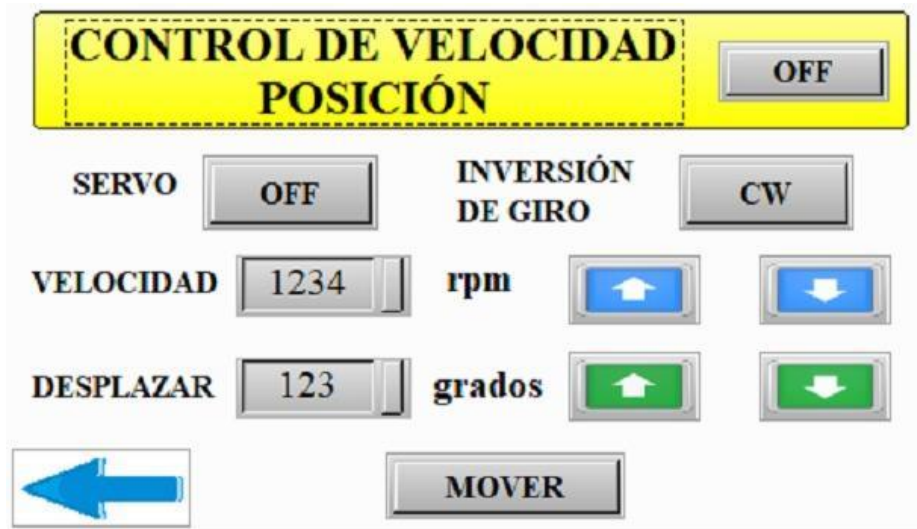 CONTROL DE VELOCIDAD
POSICIÓN
OFF
SERVO
OFF
INVERSIÓN
DE GIRO
CW
VELOCIDAD
1234
rpm
DESPLAZAR
123
grados
MOVER